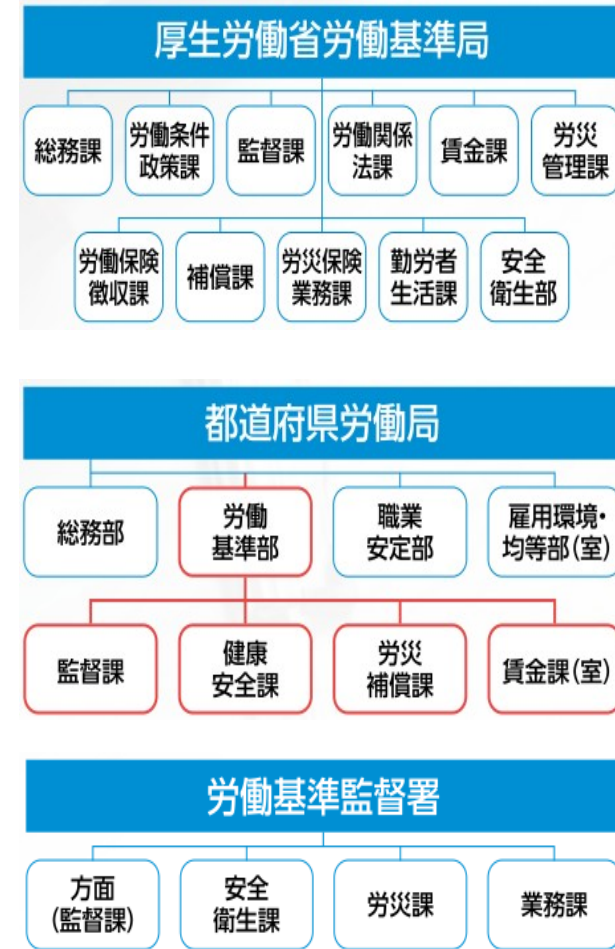 厚生労働省労働基準局
総務課
労働条件
政策課
監督課
労働関係
法課
賃金課
労災
管理課
労働保険
徴収課
補償課
労災保険
業務課
勤労者
生活課
安全
衛生部
都道府県労働局
総務部
労働
基準部
職業
安定部
雇用環境・
均等部(室)
監督課
健康
安全課
労災
補償課
賃金課(室)
労働基準監督署
方面
(監督課)
安全
衛生課
労災課
業務課